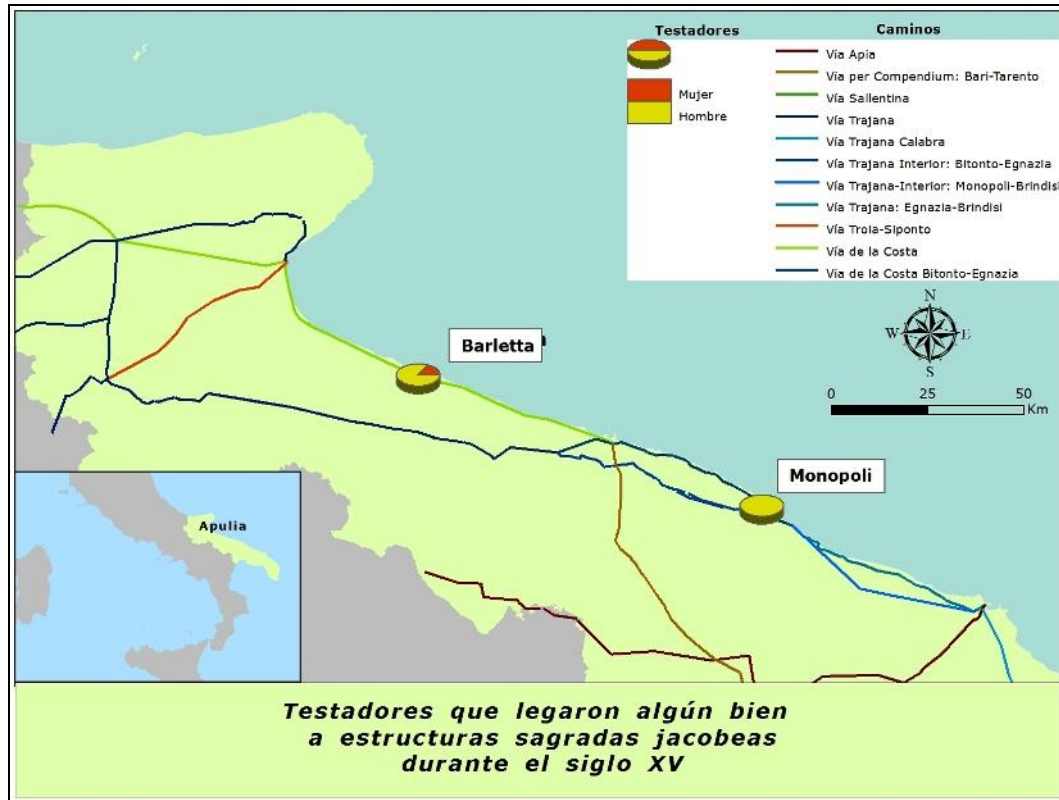 Testadores
Mujer
Hombre
Caminos
Vía Apia
Vía per Compendium: Bari-Tarento
Vía Sallentina
Vía Trajana
Vía Trajana Calabra
Vía Trajana Interior: Bitonto-Egnazia
Vía Trajana-Interior: Monopoli-Brindisi
Vía Trajana: Egnazia-Brindisi
Vía Troia-Siponto
Vía de la Costa
Vía de la Costa Bitonto-Egnazia
N
W
E
S
0 25 50
Km
Barletta
Monopoli
Apulia
Testadores que legaron algún bien
a estructuras sagradas jacobeas
durante el siglo XV